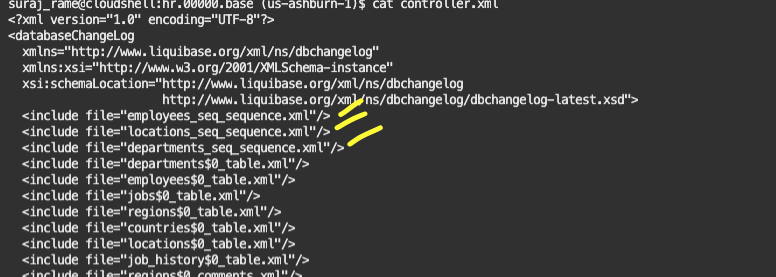 suraj_rame@cloudshell:hr.00000.base (us-ashburn-1)$ cat controller.xml
<?xml version="1.0" encoding="UTF-8"?>
<databaseChangeLog
xmlns="http://www.liquibase.org/xml/ns/dbchangelog"
xmlns:xsi="http://www.w3.org/2001/XMLSchema-instance"
xsi:schemaLocation="http://www.liquibase.org/xml/ns/dbchangelog
http://www.liquibase.org/xml/ns/dbchangelog/dbchangelog-latest.xsd">
<include file="employees_seq_sequence.xml"/>
<include file="locations_seq_sequence.xml"/>
<include file="departments_seq_sequence.xml"/>
<include file="departments$0_table.xml"/>
<include file="employees$0_table.xml"/>
<include file="jobs$0_table.xml"/>
<include file="regions$0_table.xml"/>
<include file="countries$0_table.xml"/>
<include file="locations$0_table.xml"/>
<include file="job_history$0_table.xml"/>
<include file="regions$0_comments.xml"/>